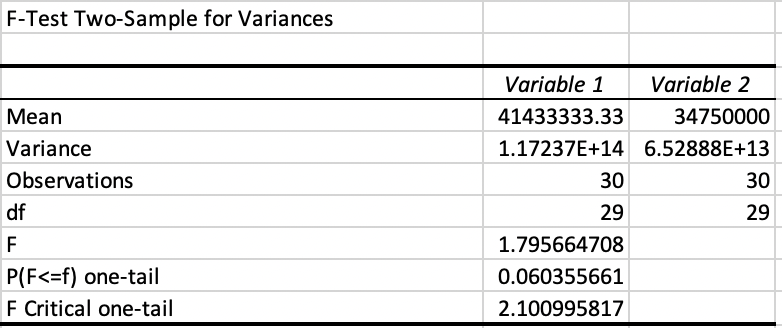 F-Test Two-Sample for Variances
Variable 1 Variable 2
Mean 41433333.33 34750000
Variance 1.17237E+14 6.52888E+13
Observations 30 30
df 29 29
F 1.795664708
P(F<=f) one-tail 0.060355661
F Critical one-tail 2.100995817